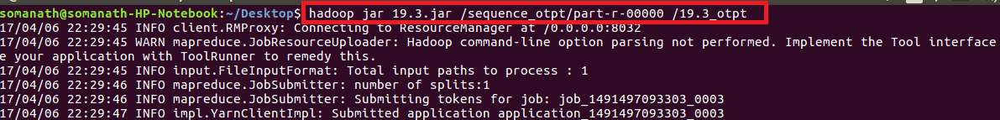 somanath@somanath-HP-Notebook:~/Desktop$ hadoop jar 19.3.jar /sequence_otpt/part-r-00000 /19.3_otpt
17/04/06 22:29:45 INFO client.RMProxy: Connecting to ResourceManager at /0.0.0.0:8032
17/04/06 22:29:45 WARN mapreduce.JobResourceUploader: Hadoop command-line option parsing not performed. Implement the Tool interface
e your application with ToolRunner to remedy this.
17/04/06 22:29:45 INFO input.FileInputFormat: Total input paths to process : 1
17/04/06 22:29:46 INFO mapreduce.JobSubmitter: number of splits:1
17/04/06 22:29:46 INFO mapreduce.JobSubmitter: Submitting tokens for job: job_1491497093303_0003
17/04/06 22:29:47 INFO impl.YarnClientImpl: Submitted application application_1491497093303_0003